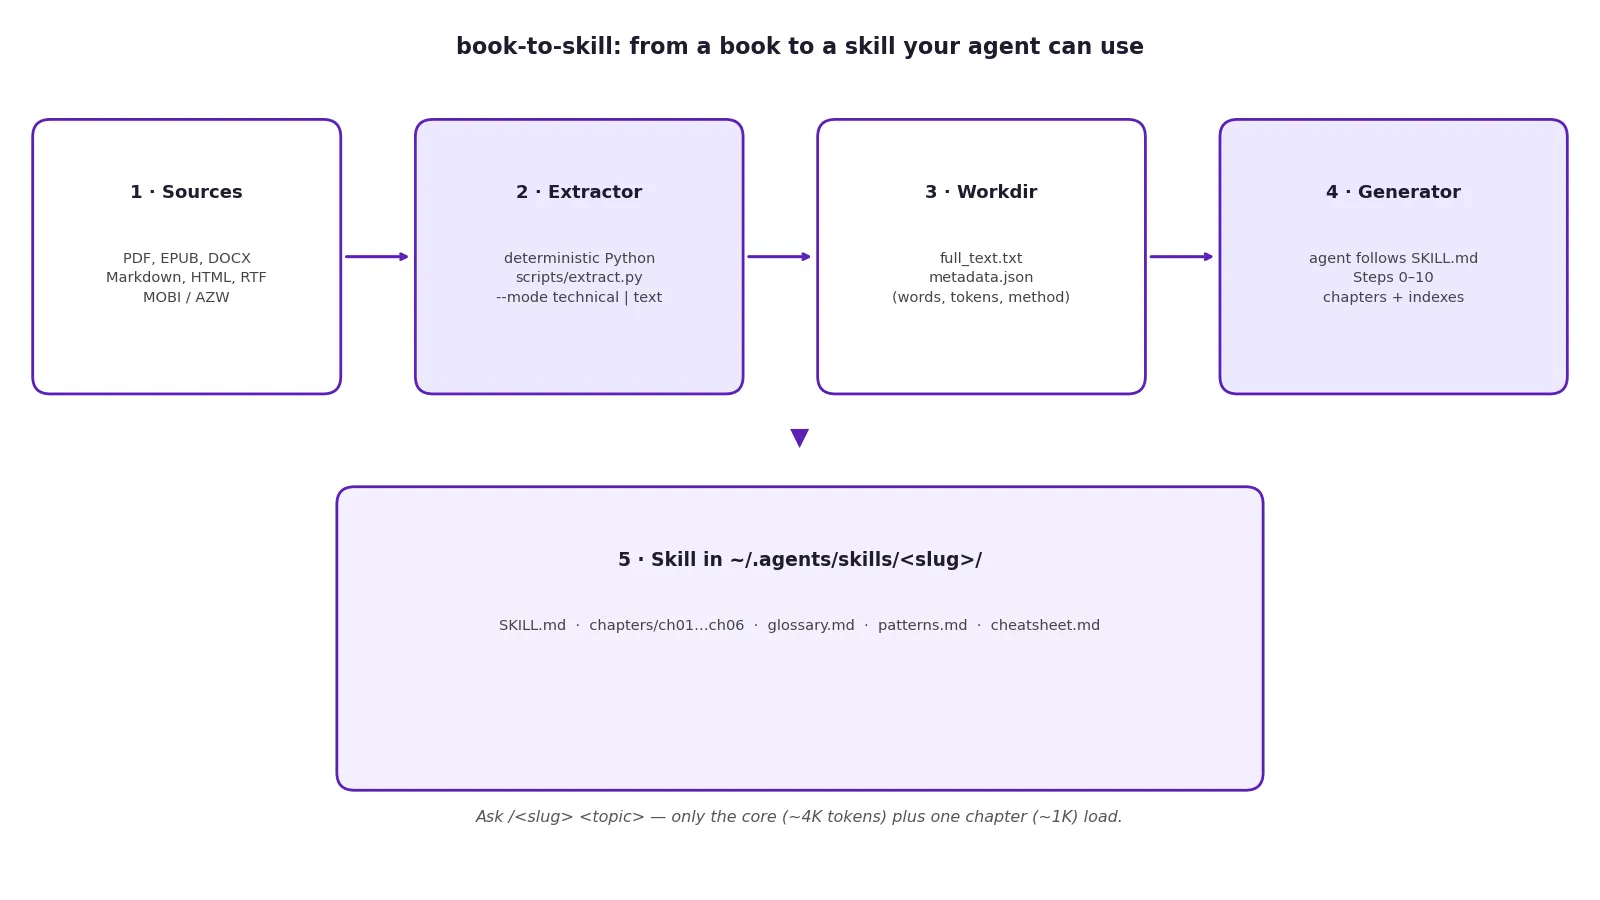 book-to-skill: from a book to a skill your agent can use
1 · Sources
PDF, EPUB, DOCX
Markdown, HTML, RTF
MOBI / AZW
2 · Extractor
deterministic Python
scripts/extract.py
--mode technical | text
3 · Workdir
full_text.txt
metadata.json
(words, tokens, method)
4 · Generator
agent follows SKILL.md
Steps 0–10
chapters + indexes
5 · Skill in ~/.agents/skills/<slug>/
SKILL.md · chapters/ch01…ch06 · glossary.md · patterns.md · cheatsheet.md
Ask /<slug> <topic> — only the core (~4K tokens) plus one chapter (~1K) load.